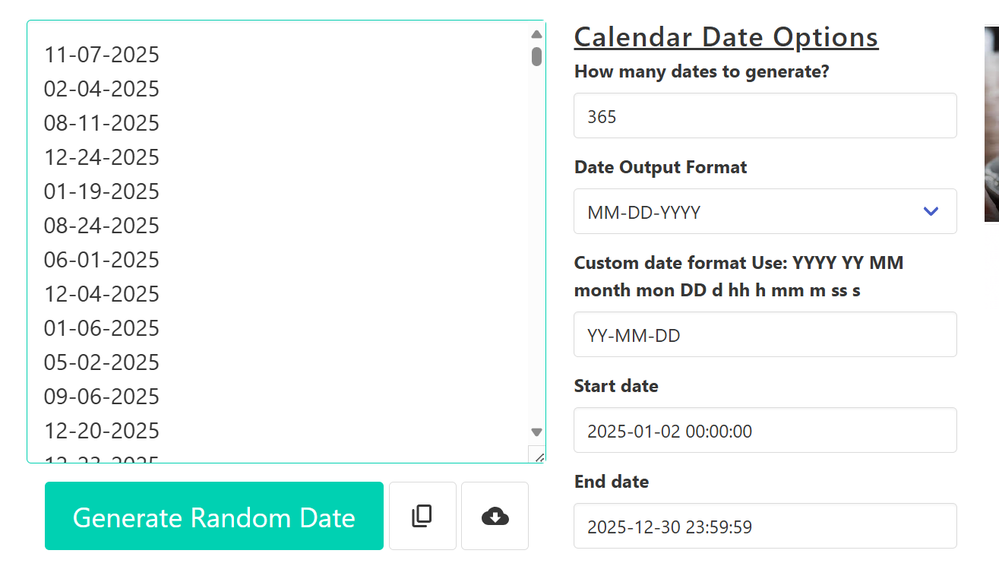 11-07-2025
02-04-2025
08-11-2025
12-24-2025
01-19-2025
08-24-2025
06-01-2025
12-04-2025
01-06-2025
05-02-2025
09-06-2025
12-20-2025
Generate Random Date
Calendar Date Options
How many dates to generate?
365
Date Output Format
MM-DD-YYYY
Custom date format Use: YYYY YY MM
month mon DD d hh h mm m ss s
YY-MM-DD
Start date
2025-01-02 00:00:00
End date
2025-12-30 23:59:59